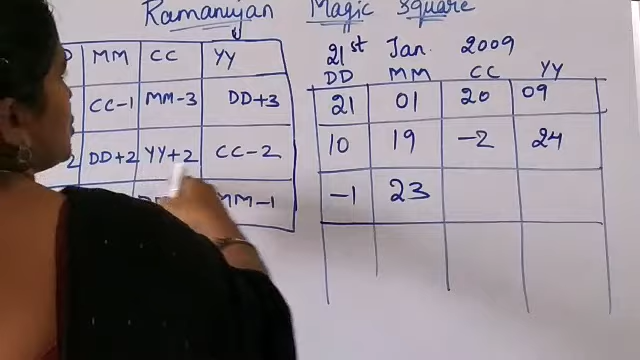 Ramanujan Magic Square
MM CC YY
CC-1 MM-3 DD+3
2 DD+2 YY+2 CC-2
MM-1
21st Jan. 2009
DD MM CC YY
21 01 20 09
10 19 -2 24
-1 23